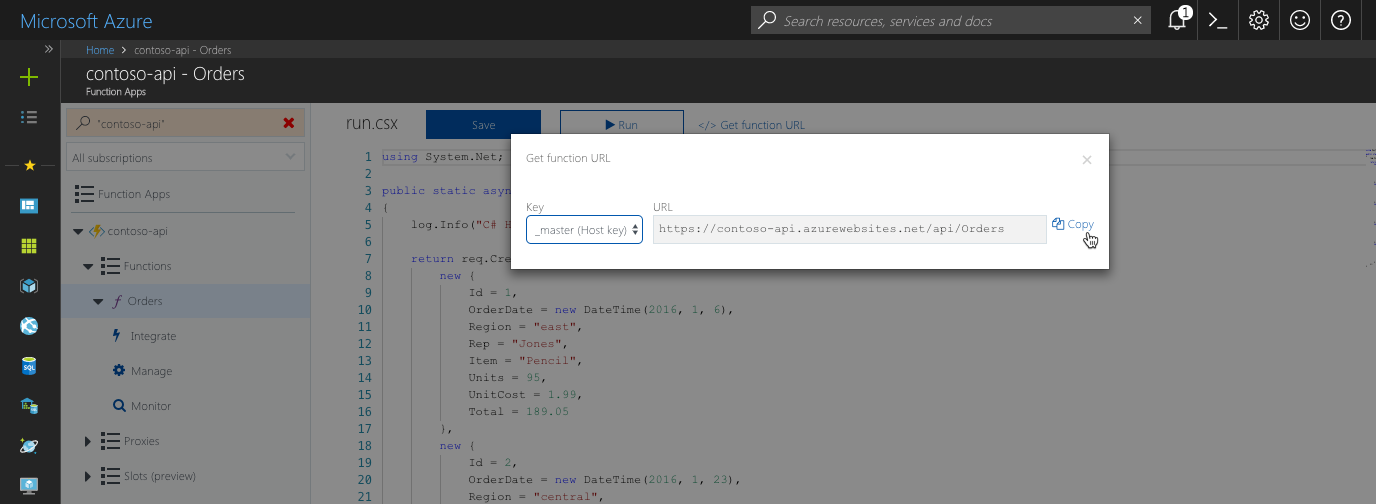 Microsoft Azure
Search resources, services and docs
1
Home > contoso-api - Orders
contoso-api - Orders
Function Apps
"contoso-api"
All subscriptions
Function Apps
contoso-api
Functions
Orders
Integrate
Manage
Monitor
Proxies
Slots (preview)
run.csx
Save
Run
</> Get function URL
Get function URL
Key
URL
_master (Host key)
https://contoso-api.azurewebsites.net/api/Orders
Copy
1 using System.Net;
2
3 public static asyn
4 {
5 log.Info("C# H
6
7 return req.Cre
8 new {
9 Id = 1,
10 OrderDate = new DateTime(2016, 1, 6),
11 Region = "east",
12 Rep = "Jones",
13 Item = "Pencil",
14 Units = 95,
15 UnitCost = 1.99,
16 Total = 189.05
17 },
18 new {
19 Id = 2,
20 OrderDate = new DateTime(2016, 1, 23),
21 Region = "central",
SQL